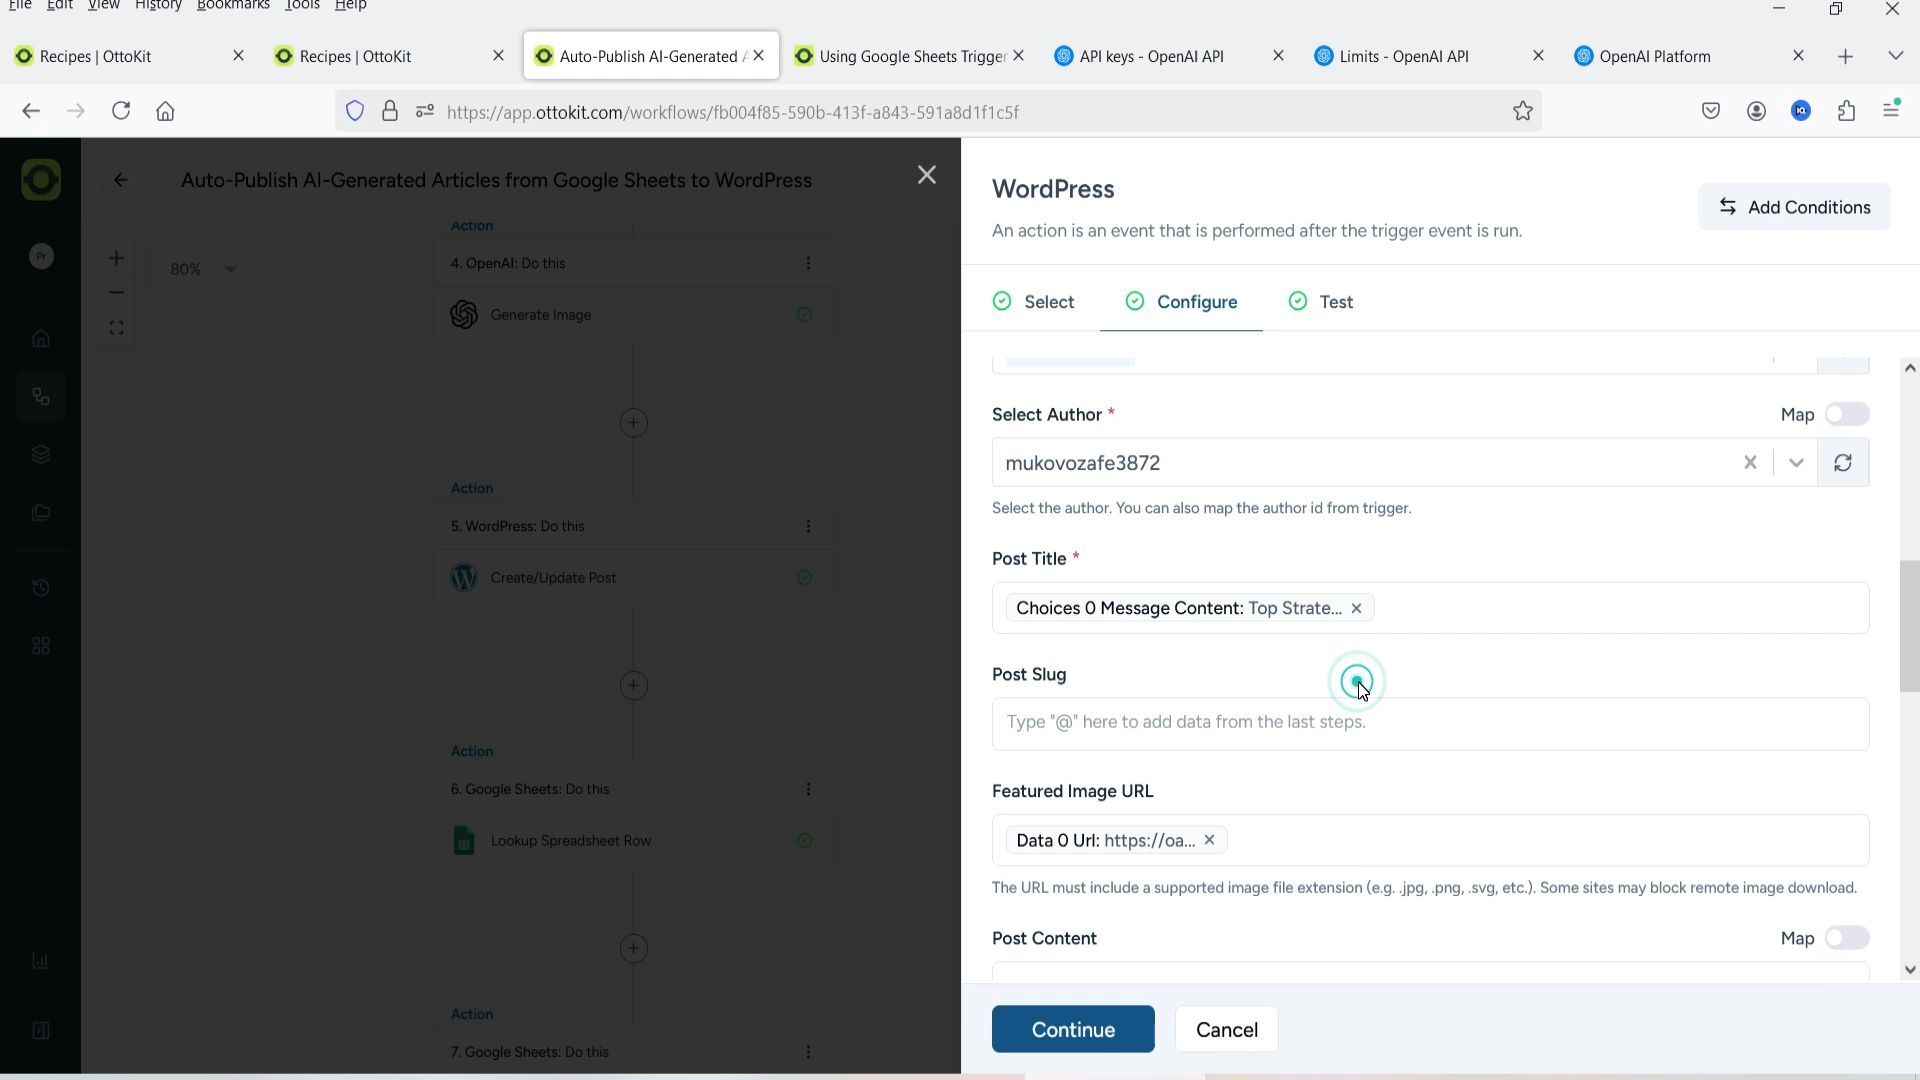 File Edit View History Bookmarks Tools Help
Recipes | OttoKit
Recipes | OttoKit
Auto-Publish AI-Generated A
Using Google Sheets Trigger
API keys - OpenAI API
Limits - OpenAI API
OpenAI Platform
https://app.ottokit.com/workflows/fb004f85-590b-413f-a843-591a8d1f1c5f
Auto-Publish AI-Generated Articles from Google Sheets to WordPress
Pr
80%
Action
4. OpenAI: Do this
Generate Image
Action
5. WordPress: Do this
Create/Update Post
Action
6. Google Sheets: Do this
Lookup Spreadsheet Row
Action
7. Google Sheets: Do this
WordPress
An action is an event that is performed after the trigger event is run.
Add Conditions
Select Configure Test
Select Author * Map
mukovozafe3872
Select the author. You can also map the author id from trigger.
Post Title *
Choices 0 Message Content: Top Strate...
Post Slug
Type "@" here to add data from the last steps.
Featured Image URL
Data 0 Url: https://oa...
The URL must include a supported image file extension (e.g. .jpg, .png, .svg, etc.). Some sites may block remote image download.
Post Content Map
Continue Cancel